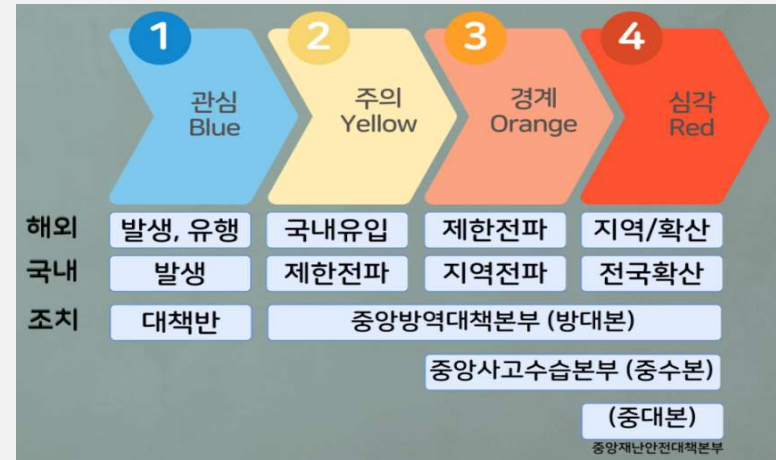 1 2 3 4
관심 주의 경계 심각
Blue Yellow Orange Red
해외 발생, 유행 국내유입 제한전파 지역/확산
국내 발생 제한전파 지역전파 전국확산
조치 대책반 중앙방역대책본부 (방대본)
중앙사고수습본부 (중수본)
(중대본)
중앙재난안전대책본부